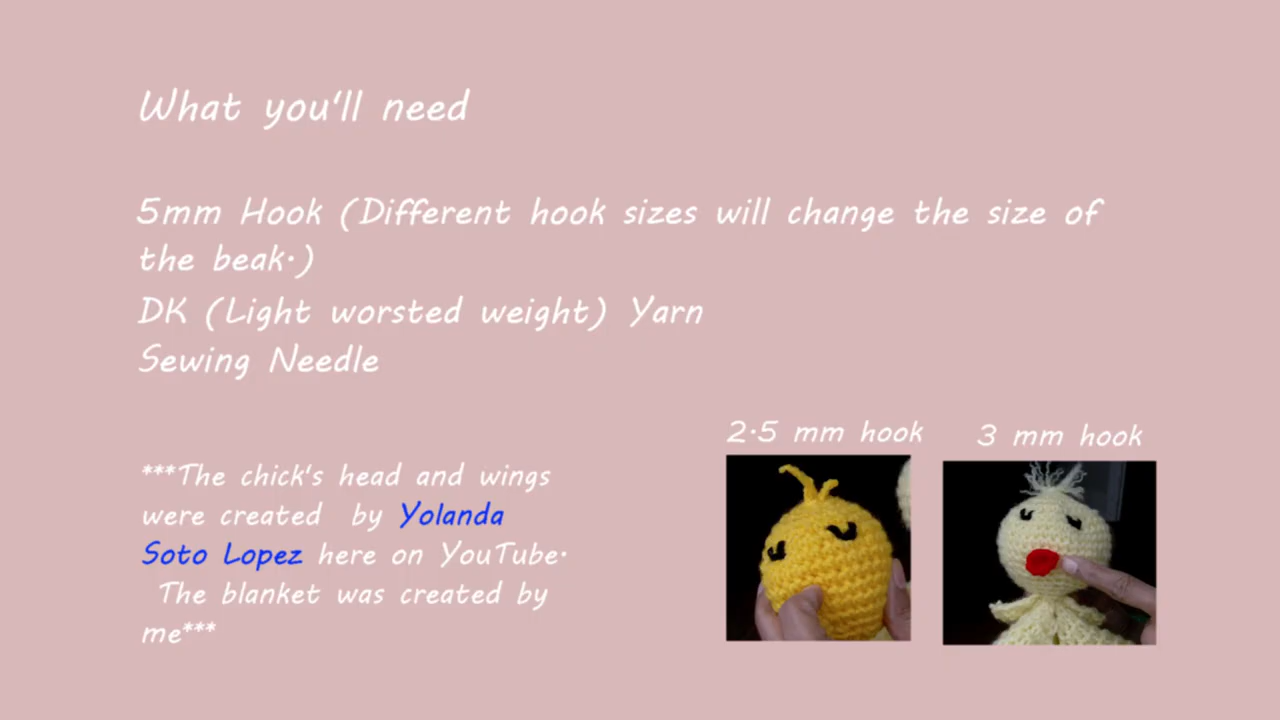 What you'll need
5mm Hook (Different hook sizes will change the size of
the beak.)
DK (Light worsted weight) Yarn
Sewing Needle
2.5 mm hook
3 mm hook
***The chick's head and wings
were created by Yolanda
Soto Lopez here on YouTube.
The blanket was created by
me***